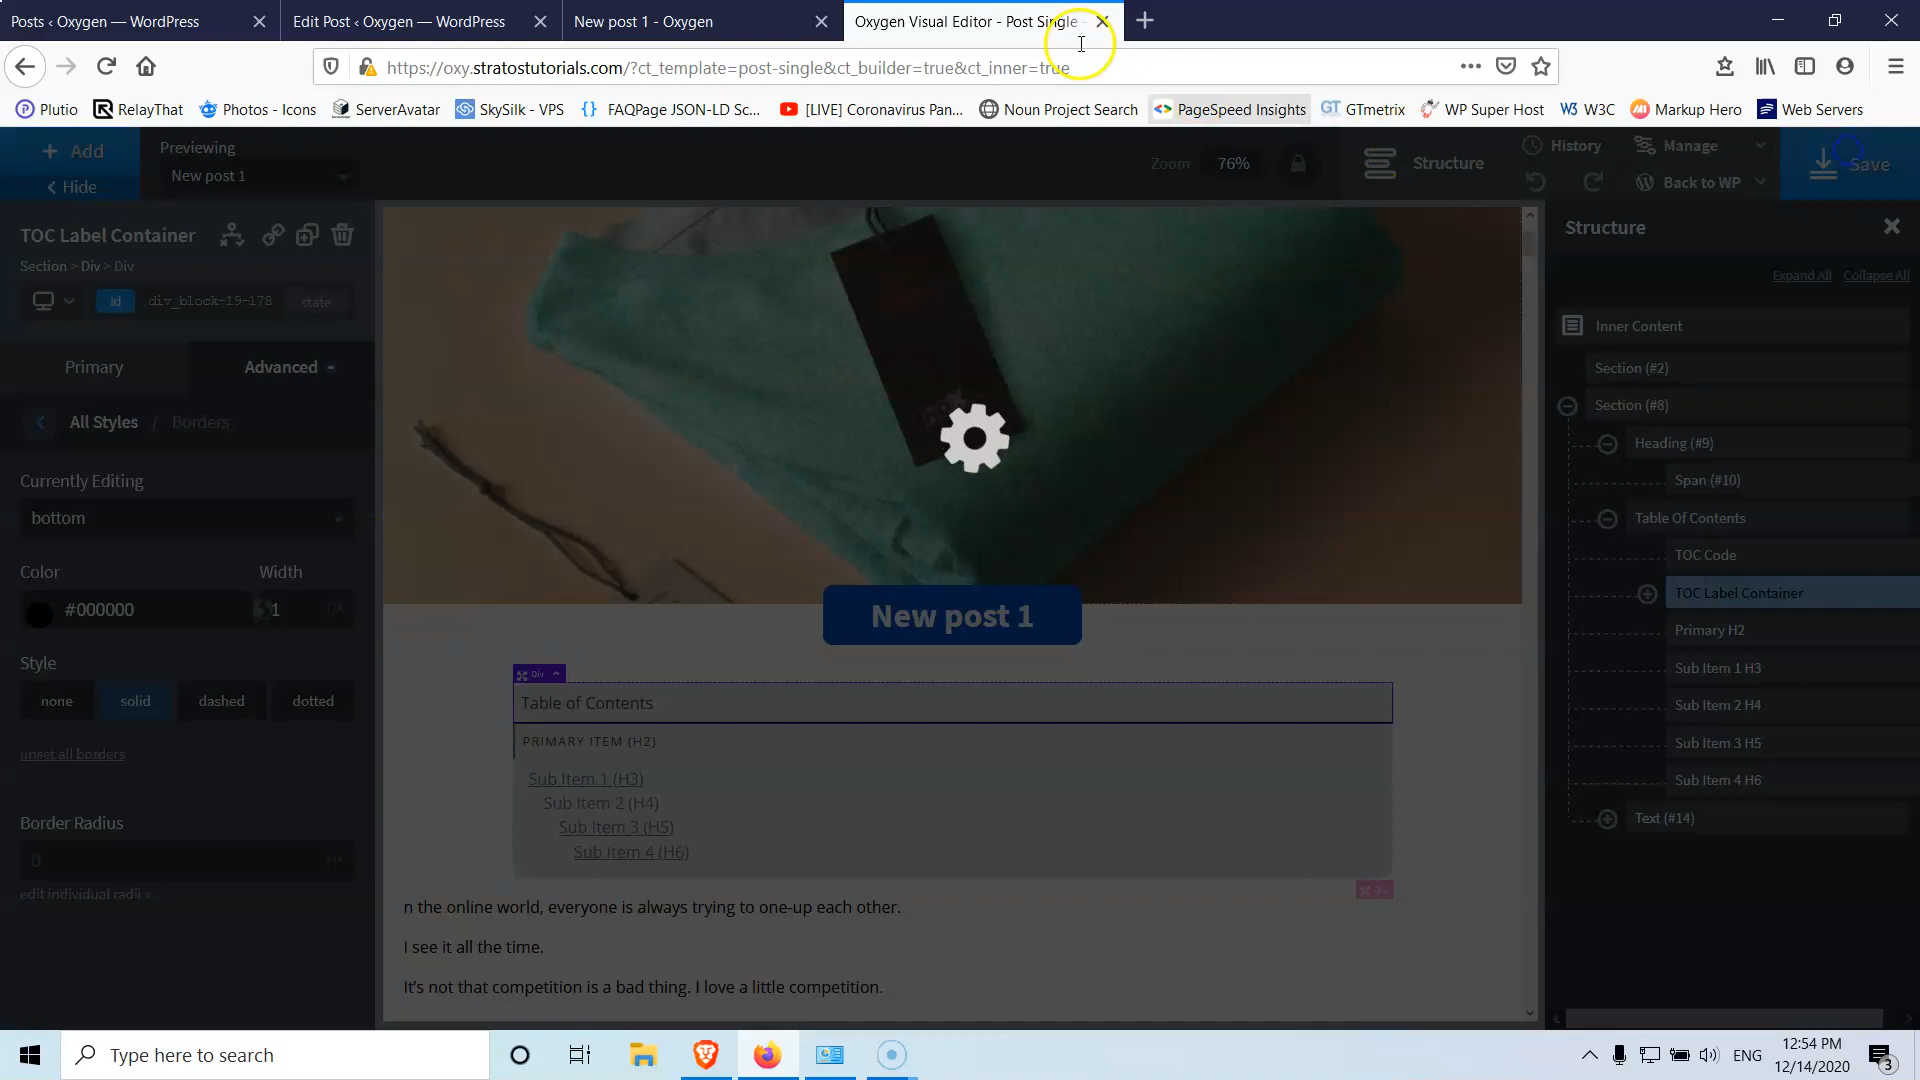 Posts ‹ Oxygen — WordPress
Edit Post ‹ Oxygen — WordPress
New post 1 - Oxygen
Oxygen Visual Editor - Post Single -
https://oxy.stratostutorials.com/?ct_template=post-single&ct_builder=true&ct_inner=true
Plutio
RelayThat
Photos - Icons
ServerAvatar
SkySilk - VPS
FAQPage JSON-LD Sc...
[LIVE] Coronavirus Pan...
Noun Project Search
PageSpeed Insights
GTmetrix
WP Super Host
W3C
Markup Hero
Web Servers
+ Add
Hide
Previewing
New post 1
Zoom
76%
Structure
History
Manage
Back to WP
Save
TOC Label Container
Section > Div > Div
id
div_block-19-178
state
Primary
Advanced
All Styles / Borders
Currently Editing
bottom
Color
Width
#000000
1
px
Style
none
solid
dashed
dotted
unset all borders
Border Radius
0
px
edit individual radii »
New post 1
Div
Table of Contents
PRIMARY ITEM (H2)
Sub Item 1 (H3)
Sub Item 2 (H4)
Sub Item 3 (H5)
Sub Item 4 (H6)
Div
n the online world, everyone is always trying to one-up each other.
I see it all the time.
It's not that competition is a bad thing. I love a little competition.
Structure
Expand All
Collapse All
Inner Content
Section (#2)
Section (#8)
Heading (#9)
Span (#10)
Table Of Contents
TOC Code
TOC Label Container
Primary H2
Sub Item 1 H3
Sub Item 2 H4
Sub Item 3 H5
Sub Item 4 H6
Text (#14)
Type here to search
ENG
12:54 PM
12/14/2020
3